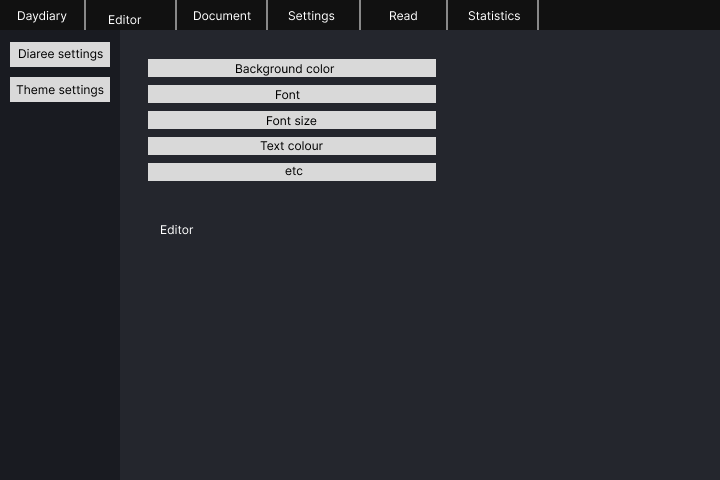 Daydiary
Editor
Document
Settings
Read
Statistics
Diaree settings
Theme settings
Background color
Font
Font size
Text colour
etc
Editor